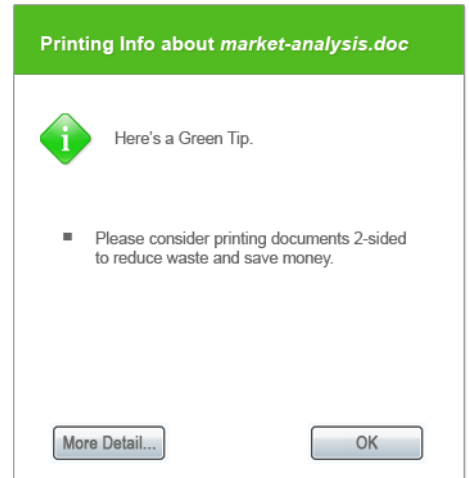 Printing Info about market-analysis.doc
i
Here's a Green Tip.
■ Please consider printing documents 2-sided
to reduce waste and save money.
More Detail... OK